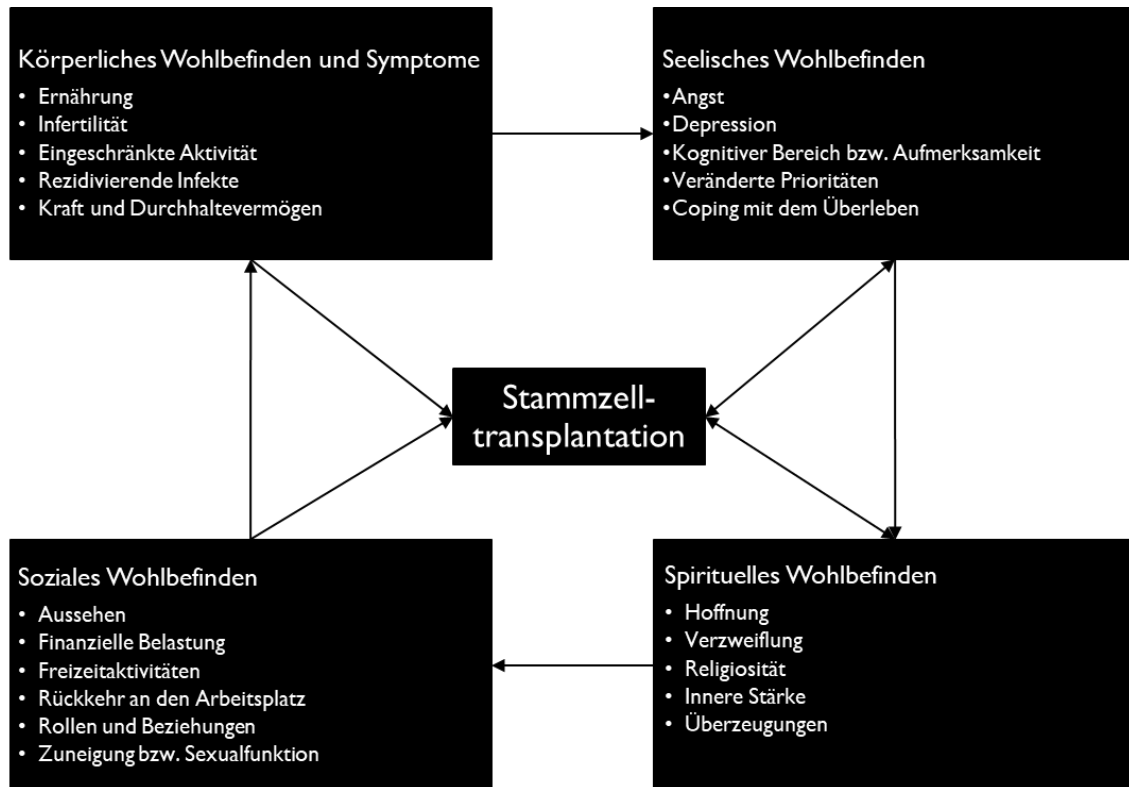 Körperliches Wohlbefinden und Symptome
• Ernährung
• Infertilität
• Eingeschränkte Aktivität
• Rezidivierende Infekte
• Kraft und Durchhaltevermögen
Seelisches Wohlbefinden
•Angst
•Depression
•Kognitiver Bereich bzw. Aufmerksamkeit
•Veränderte Prioritäten
•Coping mit dem Überleben
Stammzell-
transplantation
Soziales Wohlbefinden
• Aussehen
• Finanzielle Belastung
• Freizeitaktivitäten
• Rückkehr an den Arbeitsplatz
• Rollen und Beziehungen
• Zuneigung bzw. Sexualfunktion
Spirituelles Wohlbefinden
• Hoffnung
• Verzweiflung
• Religiosität
• Innere Stärke
• Überzeugungen